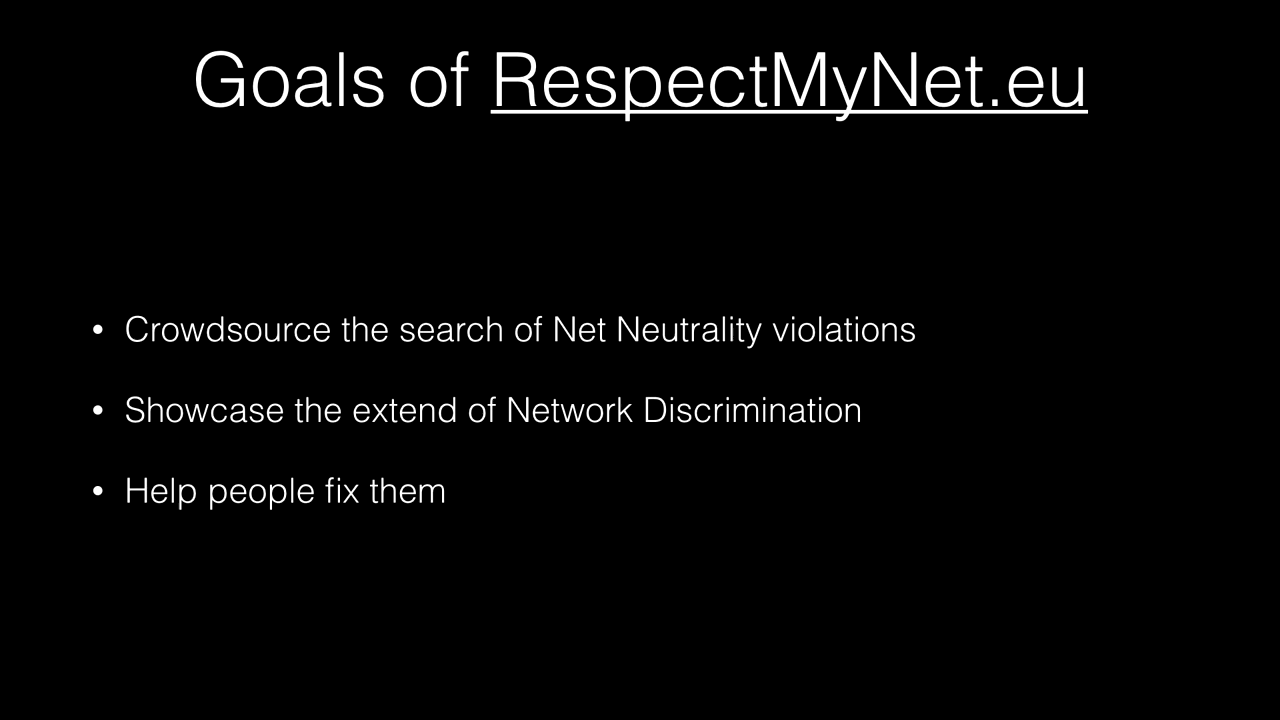 Goals of RespectMyNet.eu
• Crowdsource the search of Net Neutrality violations
• Showcase the extend of Network Discrimination
• Help people fix them